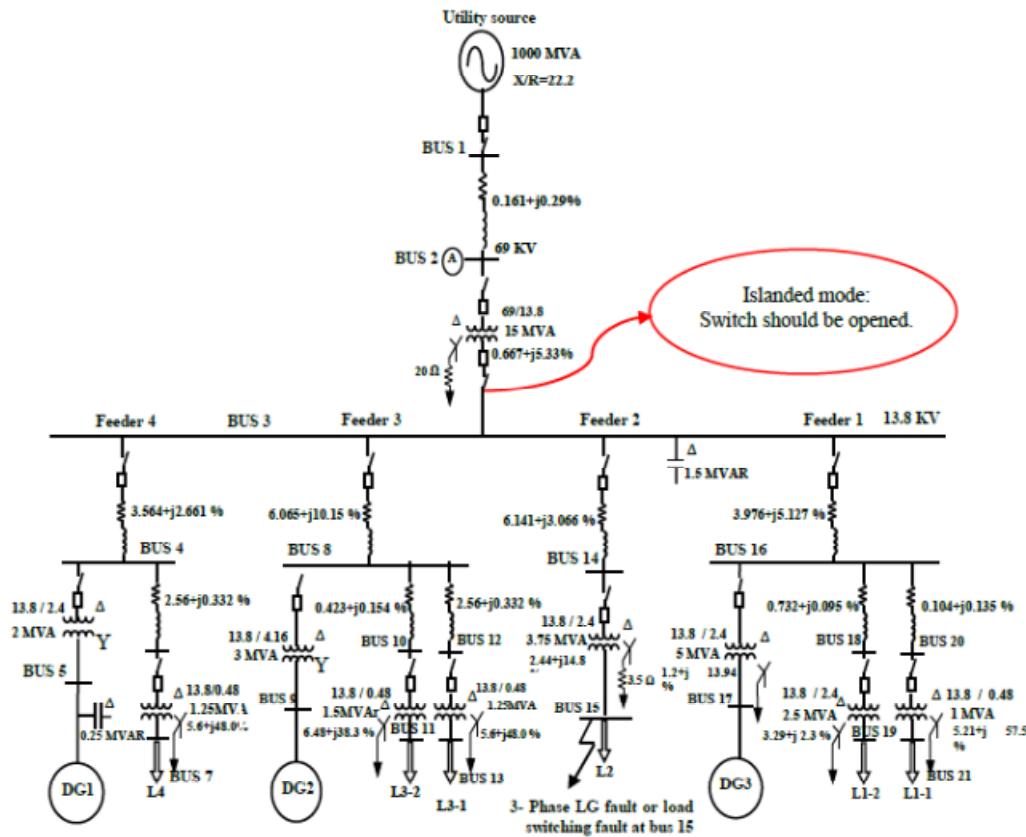 Utility source
1000 MVA
X/R=22.2
BUS 1
0.161+j0.29%
69 KV
BUS 2
A
Islanded mode:
Switch should be opened.
69/13.8
Δ
15 MVA
0.667+j5.33%
20 Ω
Feeder 4
BUS 3
Feeder 3
Feeder 2
Feeder 1
13.8 KV
Δ
1.5 MVAR
3.564+j2.661 %
6.065+j10.15 %
6.141+j3.066 %
3.976+j5.127 %
BUS 4
BUS 8
BUS 14
BUS 16
13.8 / 2.4
Δ
2 MVA
Y
2.56+j0.332 %
13.8 / 4.16
Δ
3 MVA
Y
0.423+j0.154 %
2.56+j0.332 %
BUS 10
BUS 12
13.8 / 2.4
Δ
3.75 MVA
2.44+j14.8
3.5 Ω
1.2+j
%
13.8 / 2.4
Δ
5 MVA
13.94
0.732+j0.095 %
0.104+j0.135 %
BUS 18
BUS 20
BUS 5
Δ
0.25 MVAR
Δ 13.8/0.48
1.25MVA
5.6+j48.0%
BUS 7
BUS 9
13.8 / 0.48
1.5MVAr
Δ
BUS 11
6.48+j38.3 %
Δ
13.8 / 0.48
1.25MVA
5.6+j48.0 %
BUS 13
BUS 15
BUS 17
13.8 / 2.4
Δ
2.5 MVA
BUS 19
3.29+j 2.3 %
Δ
13.8 / 0.48
1 MVA
5.21+j 57.5
%
BUS 21
DG1
L4
DG2
L3-2
L3-1
L2
DG3
L1-2
L1-1
3- Phase LG fault or load
switching fault at bus 15